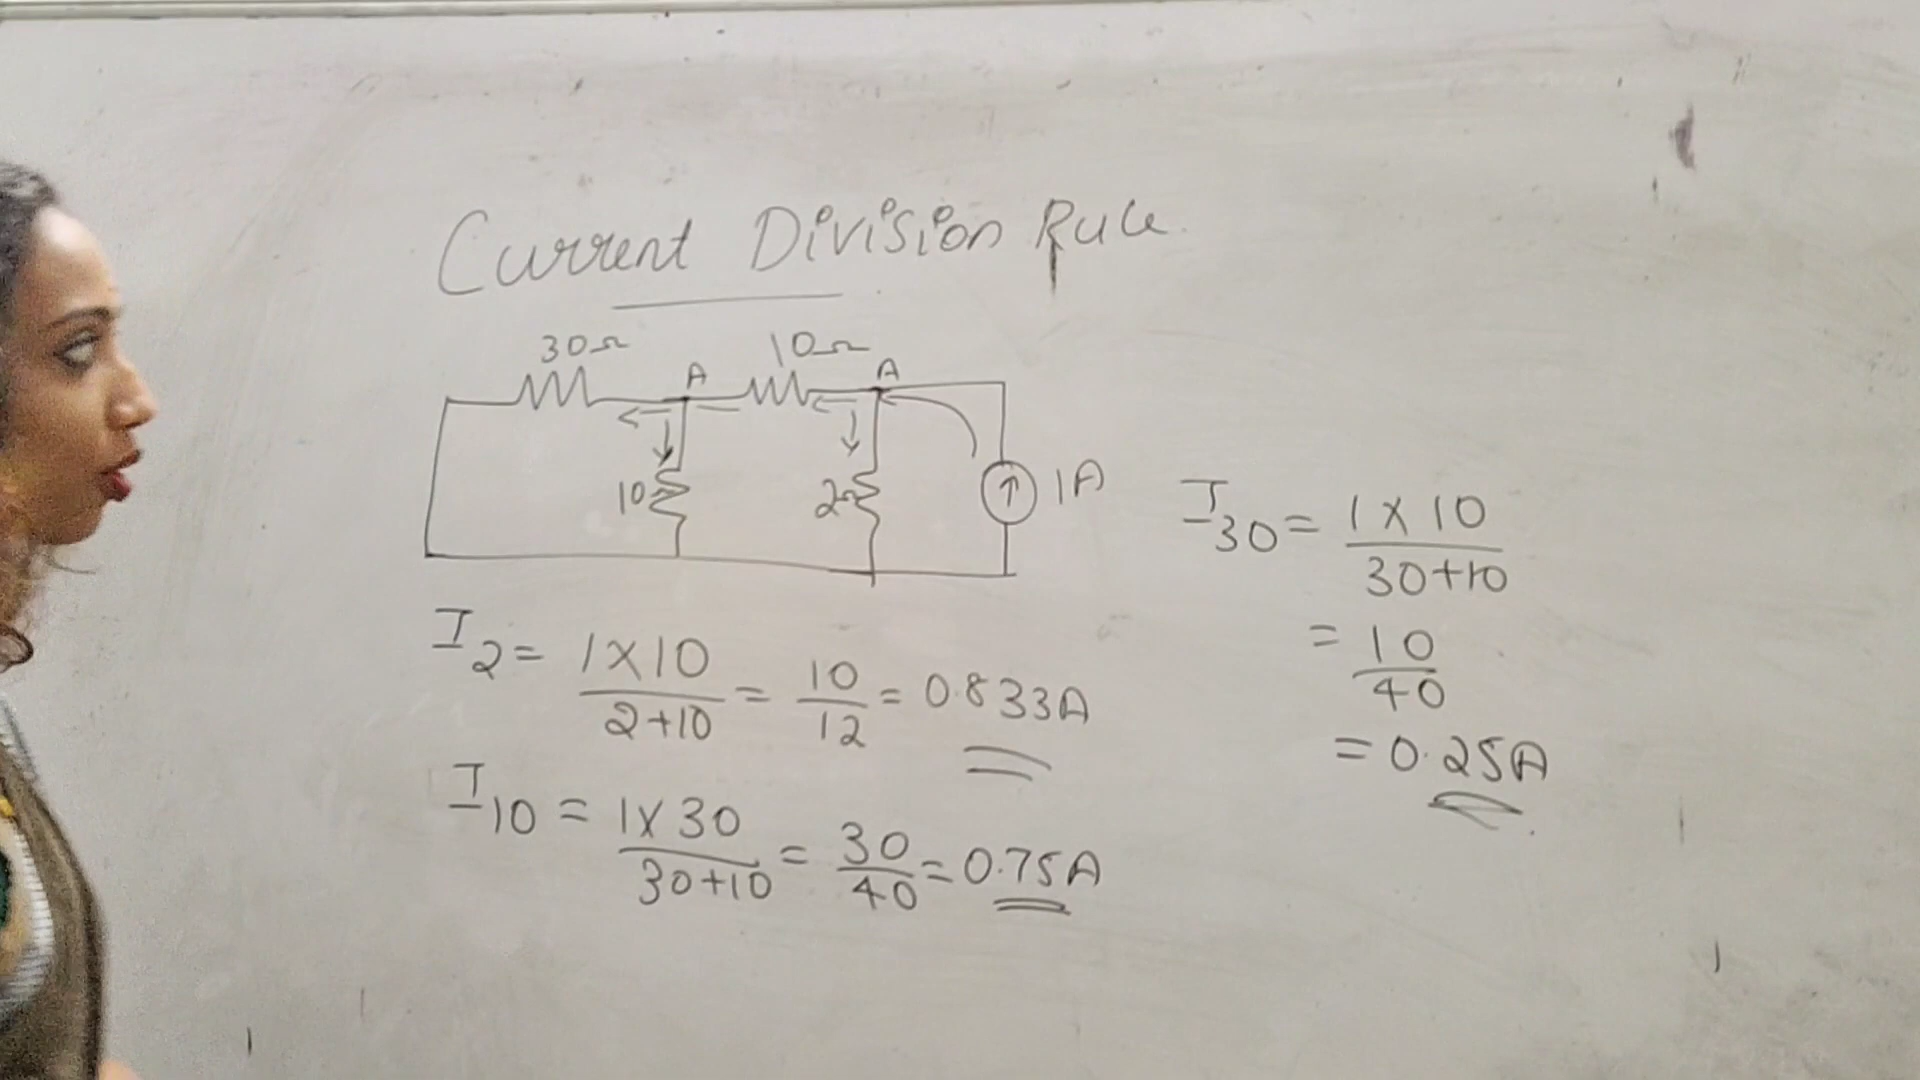 Current Division Rule
30Ω A 10Ω A
10 2Ω ↑ 1A
I2 = 1×10/2+10 = 10/12 = 0.833A
I10 = 1×30/30+10 = 30/40 = 0.75A
I30 = 1×10/30+10
= 10/40
= 0.25A